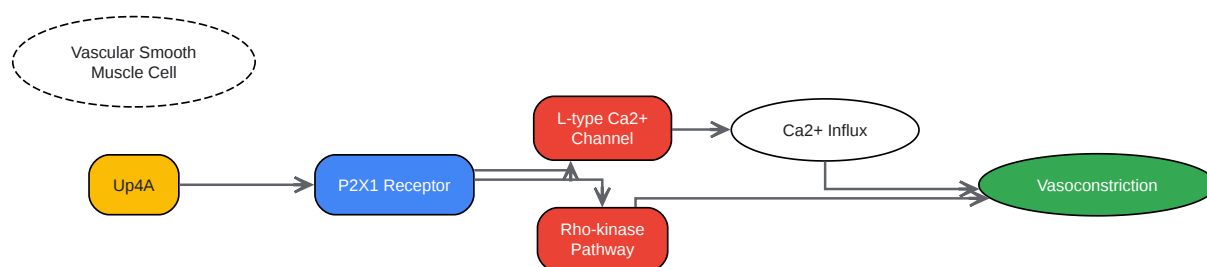 Vascular Smooth
Muscle Cell
L-type Ca2+
Channel
Ca2+ Influx
Up4A
P2X1 Receptor
Vasoconstriction
Rho-kinase
Pathway